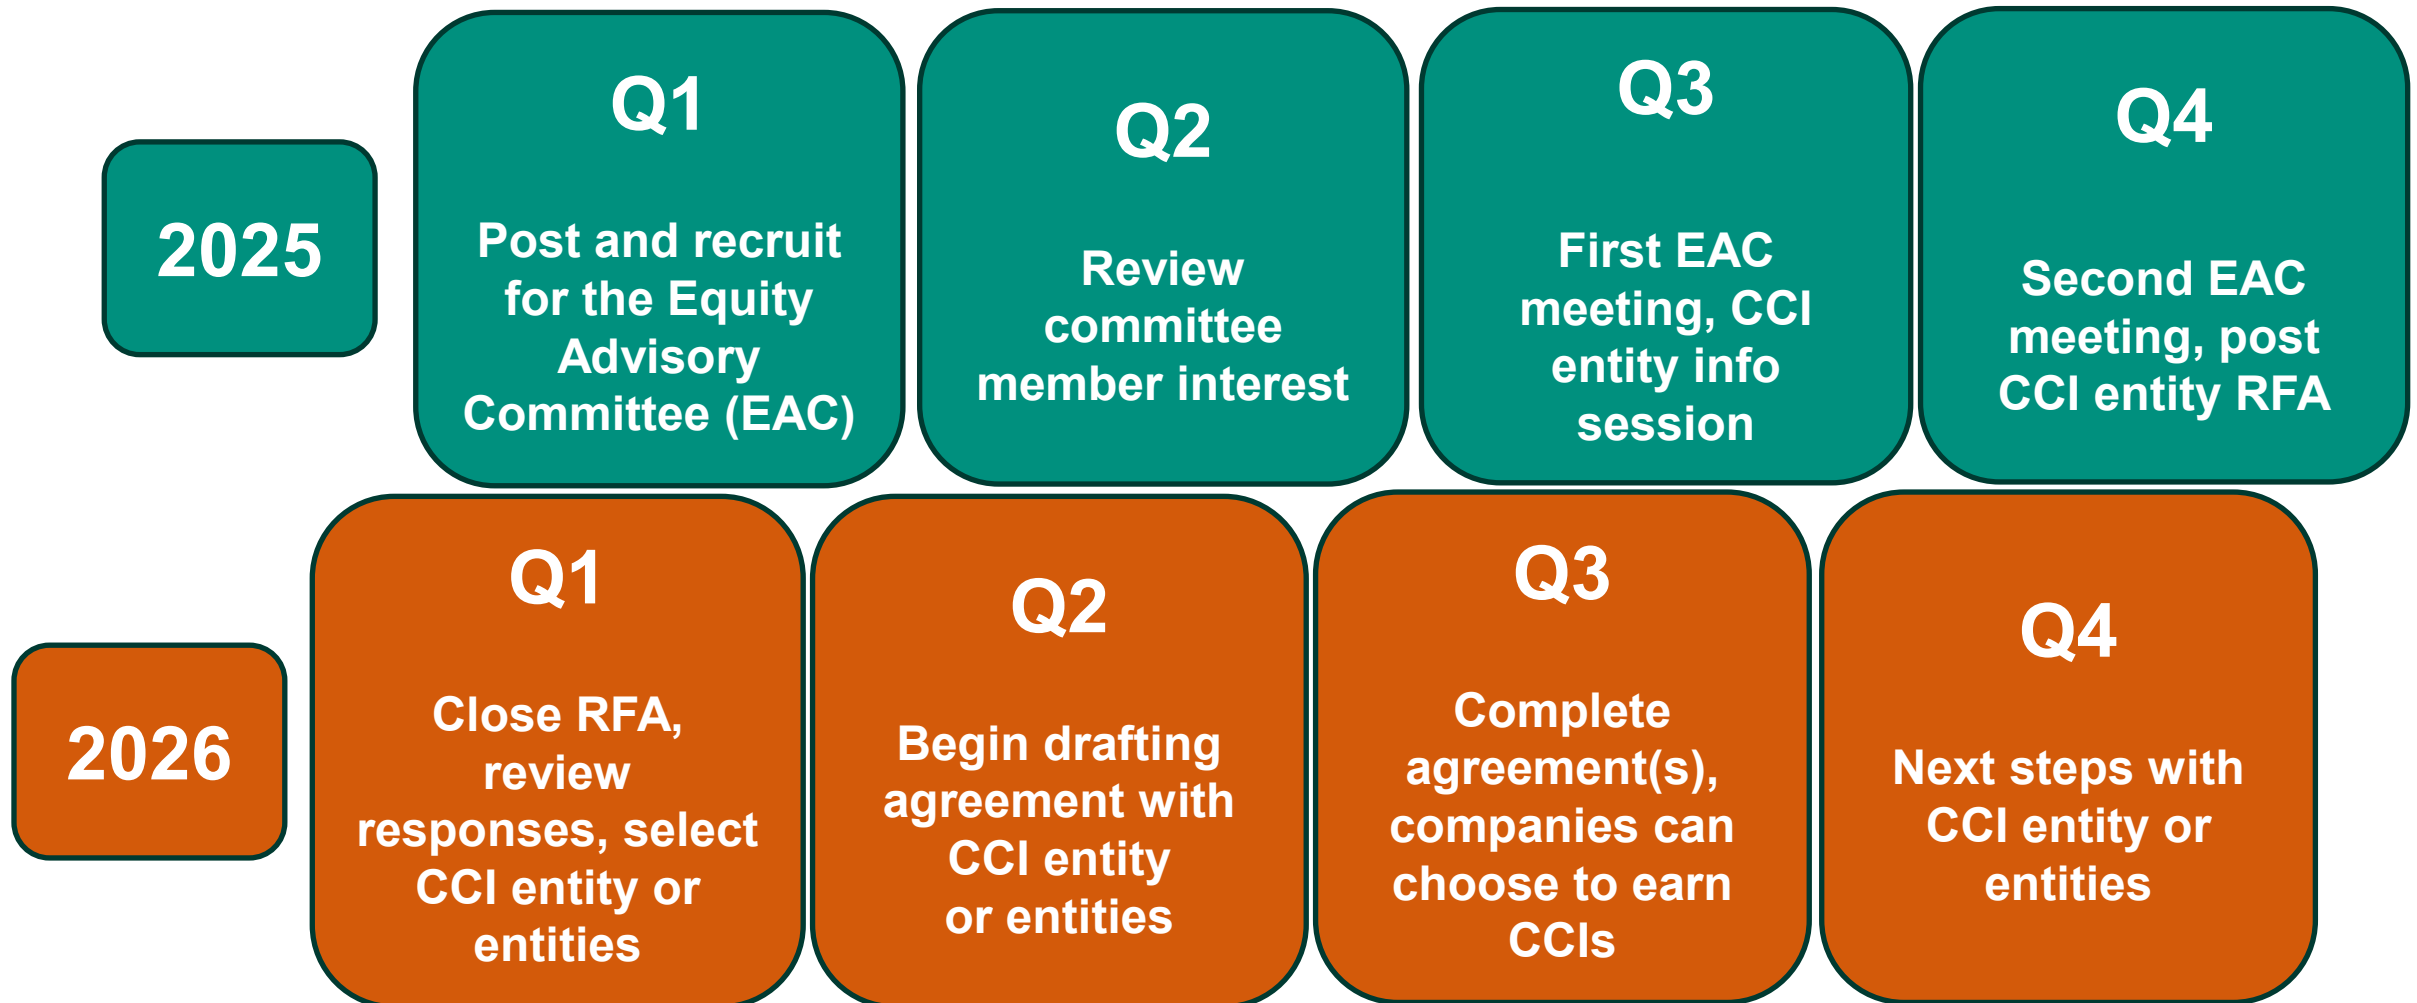 2025
Q1
Post and recruit
for the Equity
Advisory
Committee (EAC)
Q2
Review
committee
member interest
Q3
First EAC
meeting, CCI
entity info
session
Q4
Second EAC
meeting, post
CCI entity RFA
2026
Q1
Close RFA,
review
responses, select
CCI entity or
entities
Q2
Begin drafting
agreement with
CCI entity
or entities
Q3
Complete
agreement(s),
companies can
choose to earn
CCIs
Q4
Next steps with
CCI entity or
entities